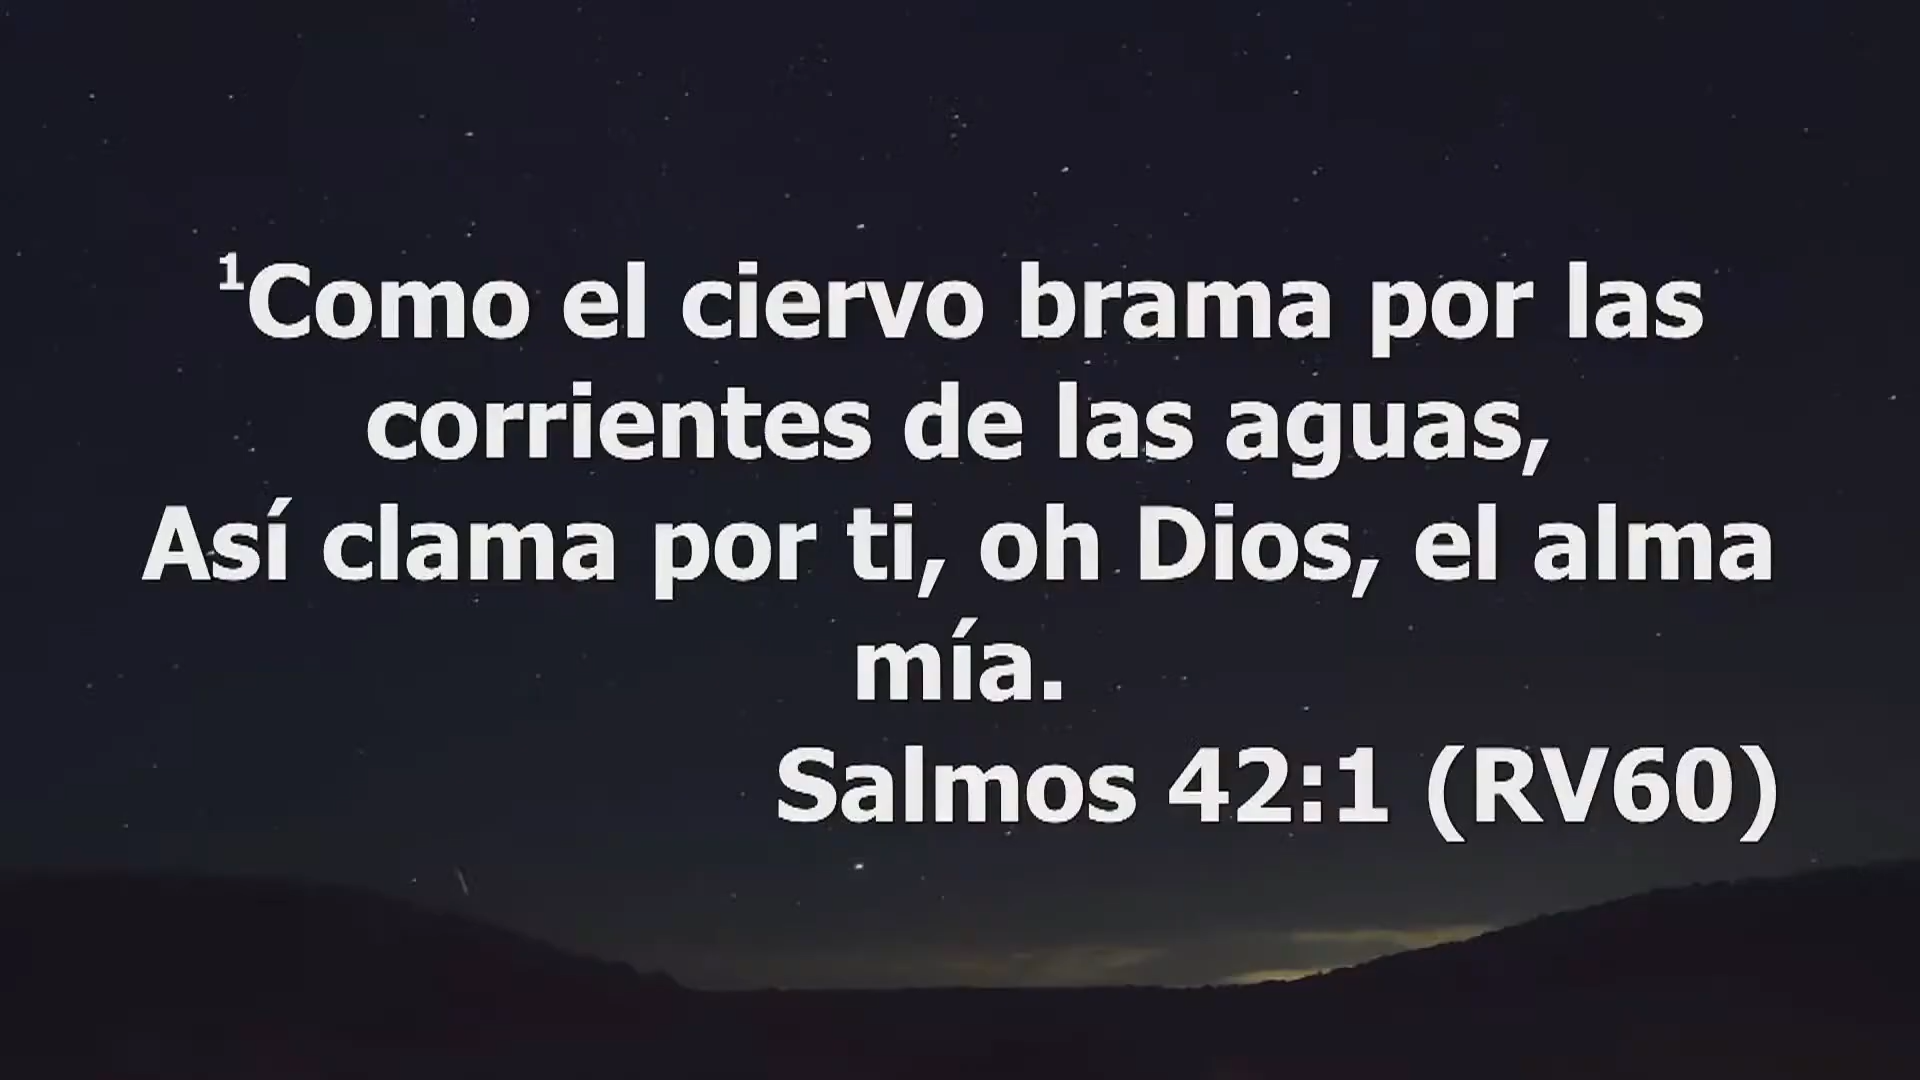 ¹Como el ciervo brama por las
corrientes de las aguas,
Así clama por ti, oh Dios, el alma
mía.
Salmos 42:1 (RV60)